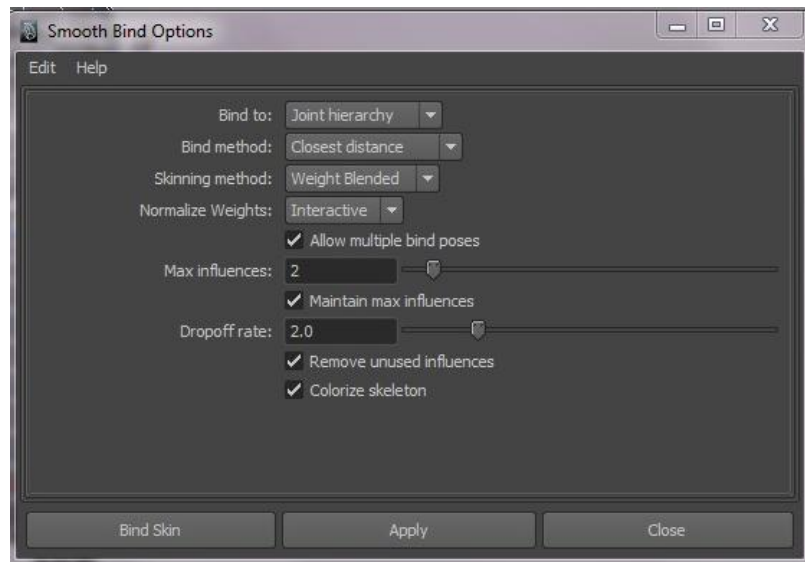 Smooth Bind Options
Edit Help
Bind to: Joint hierarchy
Bind method: Closest distance
Skinning method: Weight Blended
Normalize Weights: Interactive
Allow multiple bind poses
Max influences: 2
Maintain max influences
Dropoff rate: 2.0
Remove unused influences
Colorize skeleton
Bind Skin Apply Close